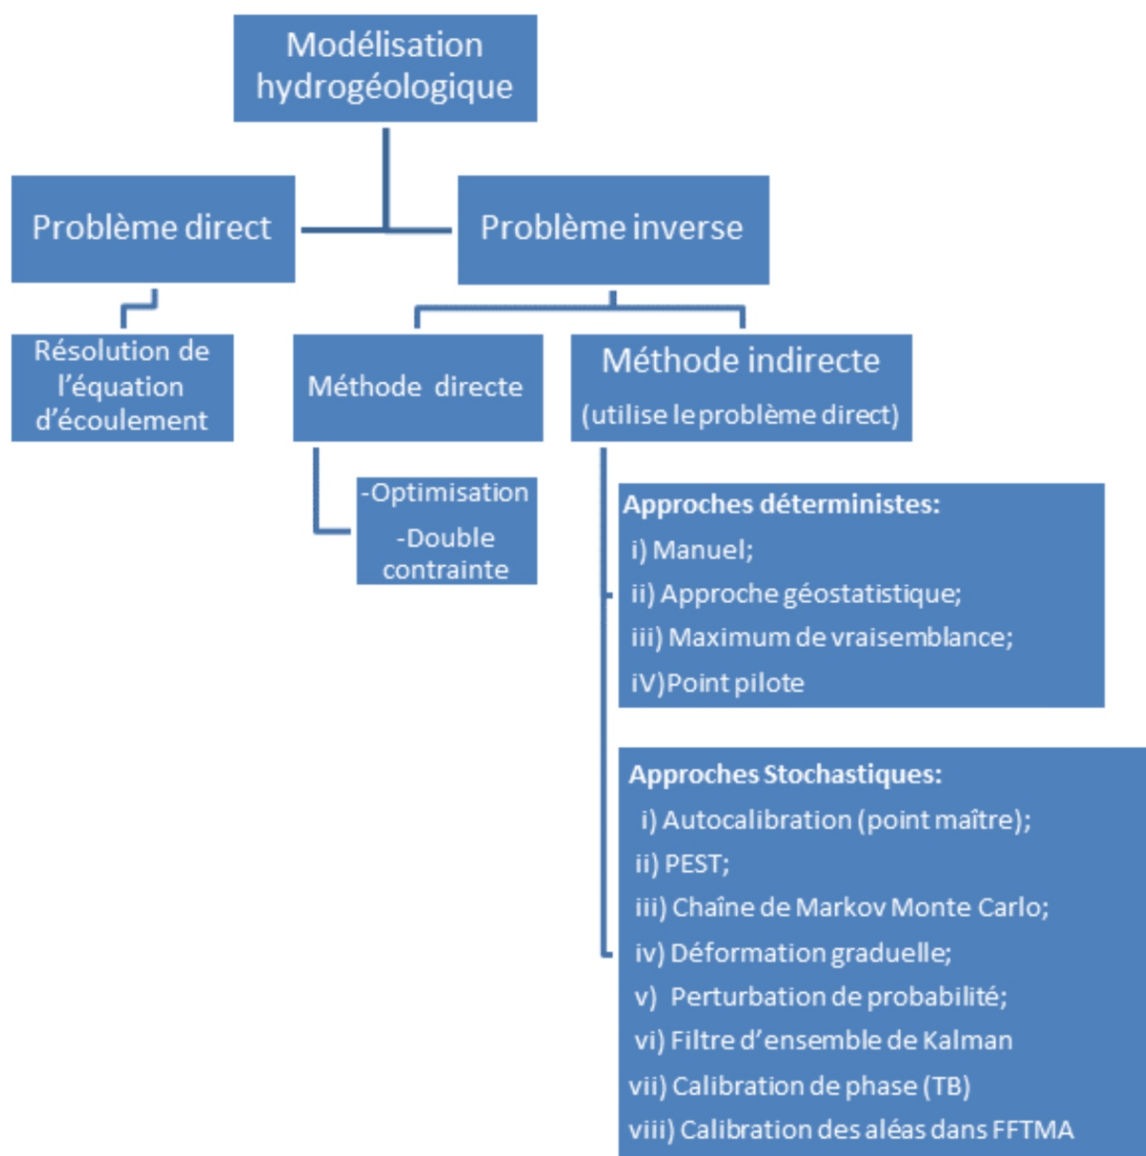 Modélisation
hydrogéologique
Problème direct
Problème inverse
Résolution de
l’équation
d’écoulement
Méthode directe
Méthode indirecte
(utilise le problème direct)
-Optimisation
-Double
contrainte
Approches déterministes:
i) Manuel;
ii) Approche géostatistique;
iii) Maximum de vraisemblance;
iV)Point pilote
Approches Stochastiques:
i) Autocalibration (point maître);
ii) PEST;
iii) Chaîne de Markov Monte Carlo;
iv) Déformation graduelle;
v) Perturbation de probabilité;
vi) Filtre d’ensemble de Kalman
vii) Calibration de phase (TB)
viii) Calibration des aléas dans FFTMA